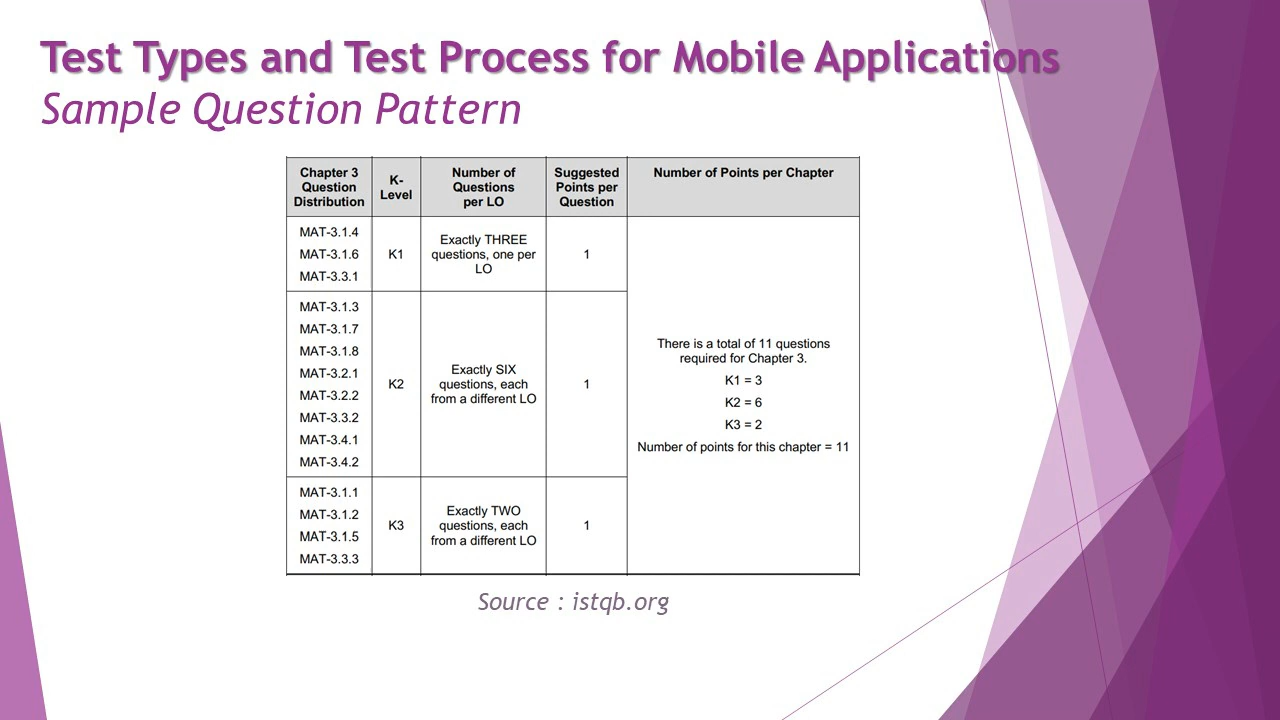 Test Types and Test Process for Mobile Applications
Sample Question Pattern
Chapter 3
Question
Distribution
K-
Level
Number of
Questions
per LO
Suggested
Points per
Question
Number of Points per Chapter
MAT-3.1.4
MAT-3.1.6
MAT-3.3.1
K1
Exactly THREE
questions, one per
LO
1
MAT-3.1.3
MAT-3.1.7
MAT-3.1.8
MAT-3.2.1
MAT-3.2.2
MAT-3.3.2
MAT-3.4.1
MAT-3.4.2
K2
Exactly SIX
questions, each
from a different LO
1
MAT-3.1.1
MAT-3.1.2
MAT-3.1.5
MAT-3.3.3
K3
Exactly TWO
questions, each
from a different LO
1
There is a total of 11 questions
required for Chapter 3.
K1 = 3
K2 = 6
K3 = 2
Number of points for this chapter = 11
Source : istqb.org